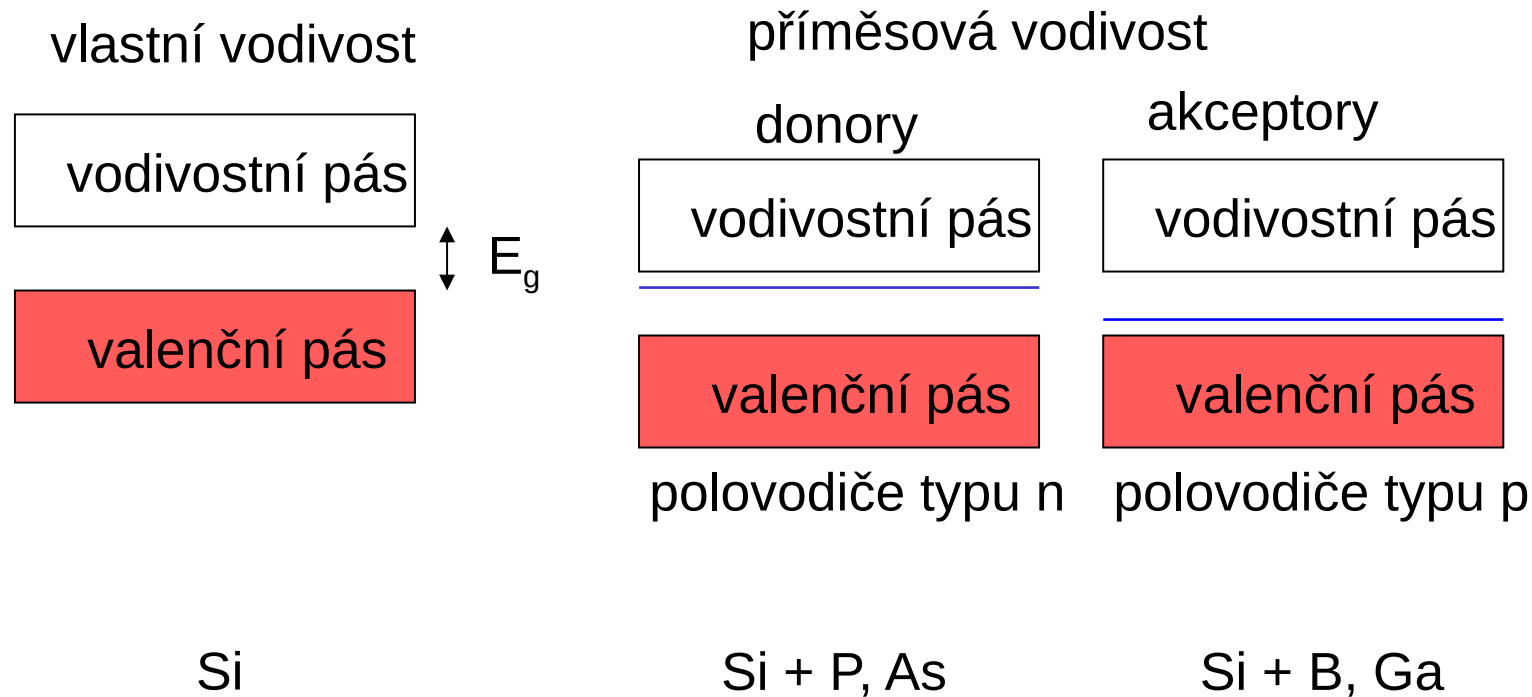 vlastní vodivost
vodivostní pás
E_g
valenční pás
Si
příměsová vodivost
donory
vodivostní pás
valenční pás
polovodiče typu n
Si + P, As
akceptory
vodivostní pás
valenční pás
polovodiče typu p
Si + B, Ga